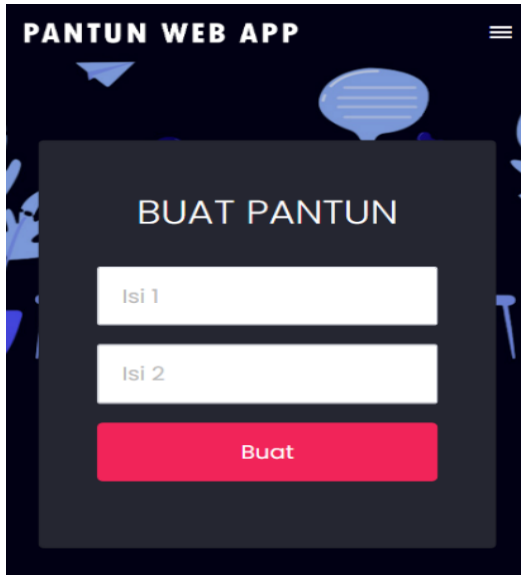 PANTUN WEB APP
BUAT PANTUN
Isi 1
Isi 2
Buat